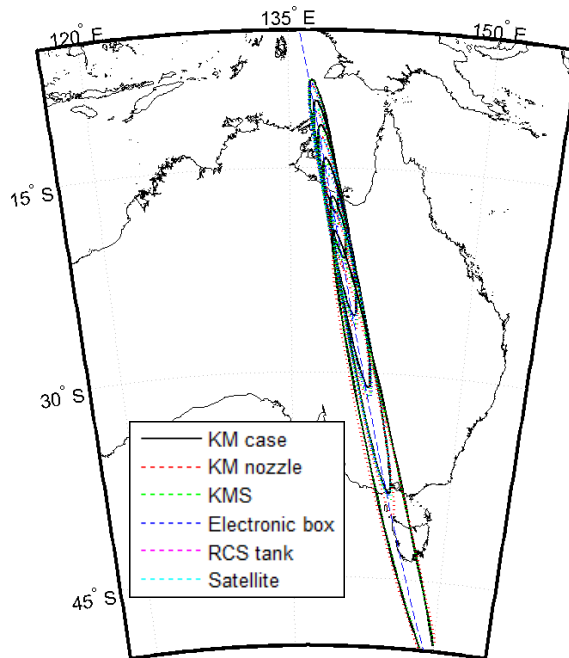 120° E
135° E
150° E
15° S
30° S
45° S
KM case
KM nozzle
KMS
Electronic box
RCS tank
Satellite